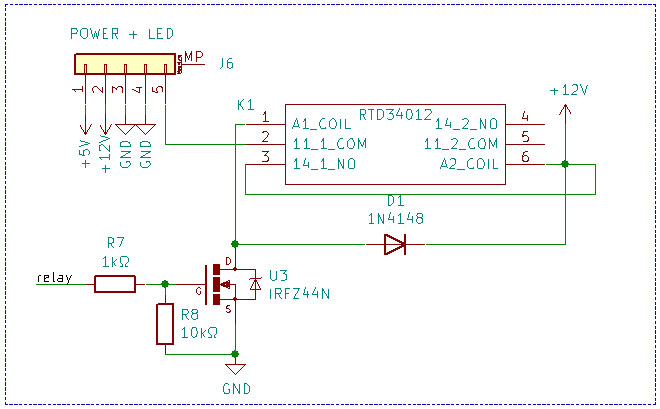 POWER + LED
MP
J6
1
2
3
4
5
+5V
+12V
GND
GND
K1
RTD34012
1
A1_COIL
2
11_1_COM
3
14_1_NO
14_2_NO
4
11_2_COM
5
A2_COIL
6
+12V
D1
1N4148
R7
1kΩ
relay
D
G
S
U3
IRFZ44N
R8
10kΩ
GND